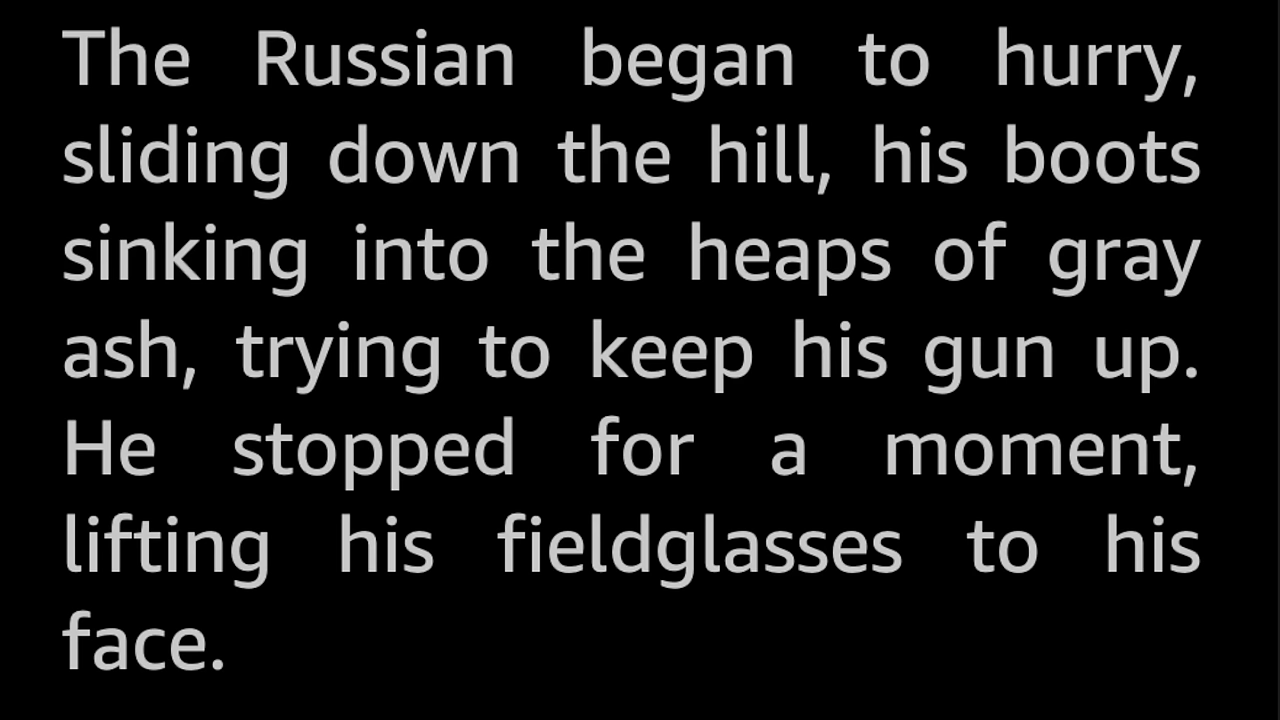 The Russian began to hurry,
sliding down the hill, his boots
sinking into the heaps of gray
ash, trying to keep his gun up.
He stopped for a moment,
lifting his fieldglasses to his
face.